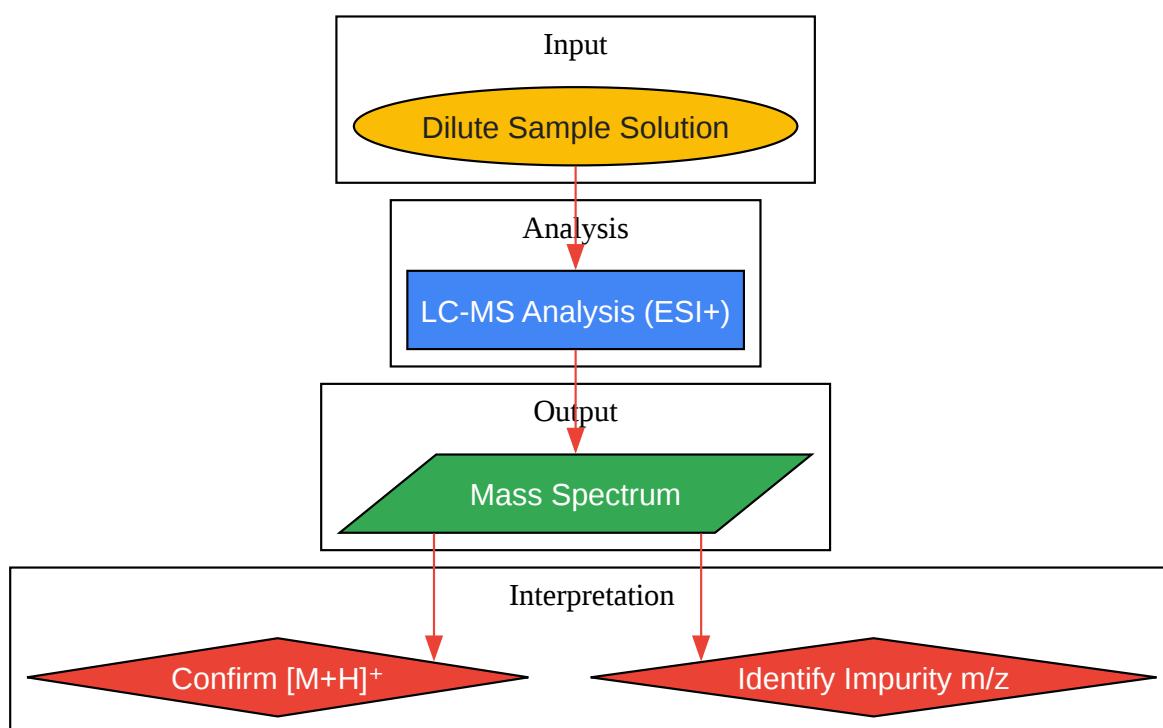 Input
Dilute Sample Solution
Analysis
LC-MS Analysis (ESI+)
Output
Mass Spectrum
Interpretation
Confirm [M+H]⁺
Identify Impurity m/z